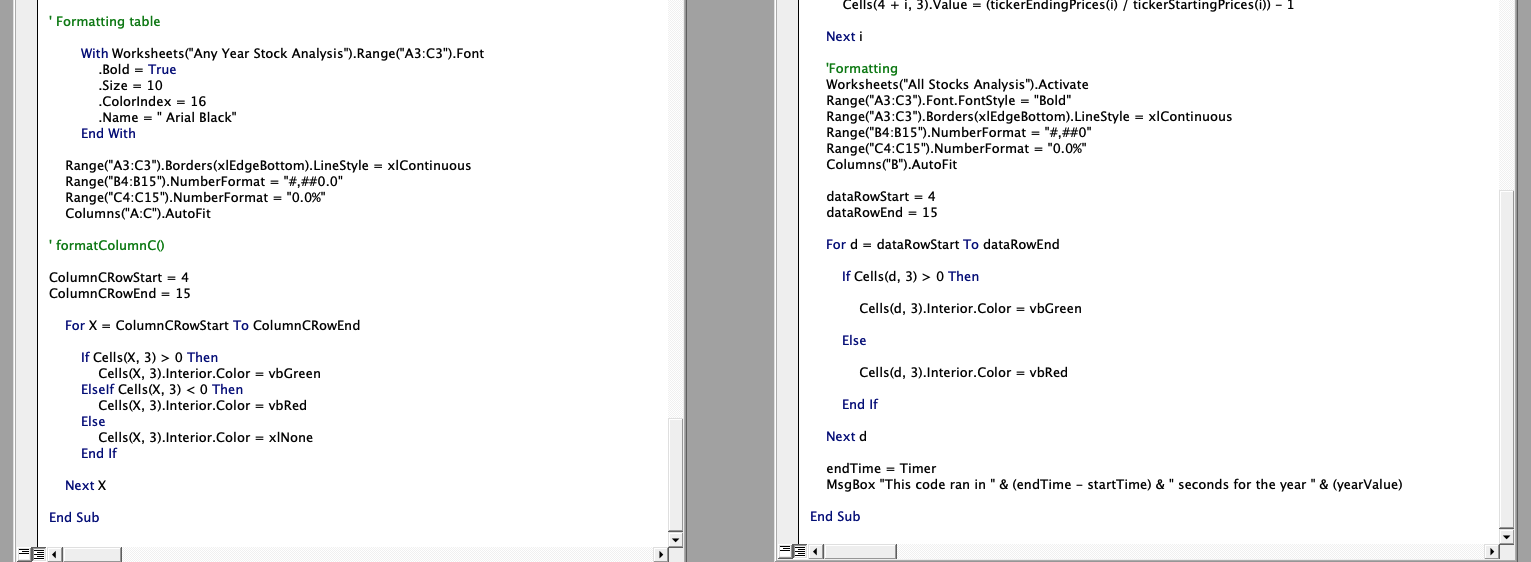 ' Formatting table
With Worksheets("Any Year Stock Analysis").Range("A3:C3").Font
.Bold = True
.Size = 10
.ColorIndex = 16
.Name = " Arial Black"
End With
Range("A3:C3").Borders(xlEdgeBottom).LineStyle = xlContinuous
Range("B4:B15").NumberFormat = "#,##0.0"
Range("C4:C15").NumberFormat = "0.0%"
Columns("A:C").AutoFit
' formatColumnC()
ColumnCRowStart = 4
ColumnCRowEnd = 15
For X = ColumnCRowStart To ColumnCRowEnd
If Cells(X, 3) > 0 Then
Cells(X, 3).Interior.Color = vbGreen
ElseIf Cells(X, 3) < 0 Then
Cells(X, 3).Interior.Color = vbRed
Else
Cells(X, 3).Interior.Color = xlNone
End If
Next X
End Sub
Cells(4 + i, 3).Value = (tickerEndingPrices(i) / tickerStartingPrices(i)) - 1
Next i
'Formatting
Worksheets("All Stocks Analysis").Activate
Range("A3:C3").Font.FontStyle = "Bold"
Range("A3:C3").Borders(xlEdgeBottom).LineStyle = xlContinuous
Range("B4:B15").NumberFormat = "#,##0"
Range("C4:C15").NumberFormat = "0.0%"
Columns("B").AutoFit
dataRowStart = 4
dataRowEnd = 15
For d = dataRowStart To dataRowEnd
If Cells(d, 3) > 0 Then
Cells(d, 3).Interior.Color = vbGreen
Else
Cells(d, 3).Interior.Color = vbRed
End If
Next d
endTime = Timer
MsgBox "This code ran in " & (endTime - startTime) & " seconds for the year " & (yearValue)
End Sub